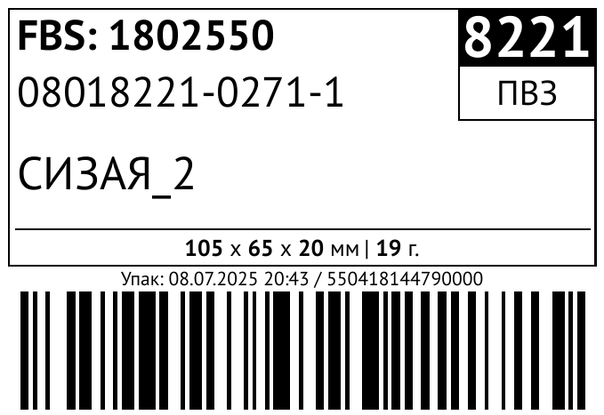 FBS: 1802550
8221
08018221-0271-1
ПВЗ
СИЗАЯ_2
105 x 65 x 20 мм | 19 г.
Упак: 08.07.2025 20:43 / 550418144790000